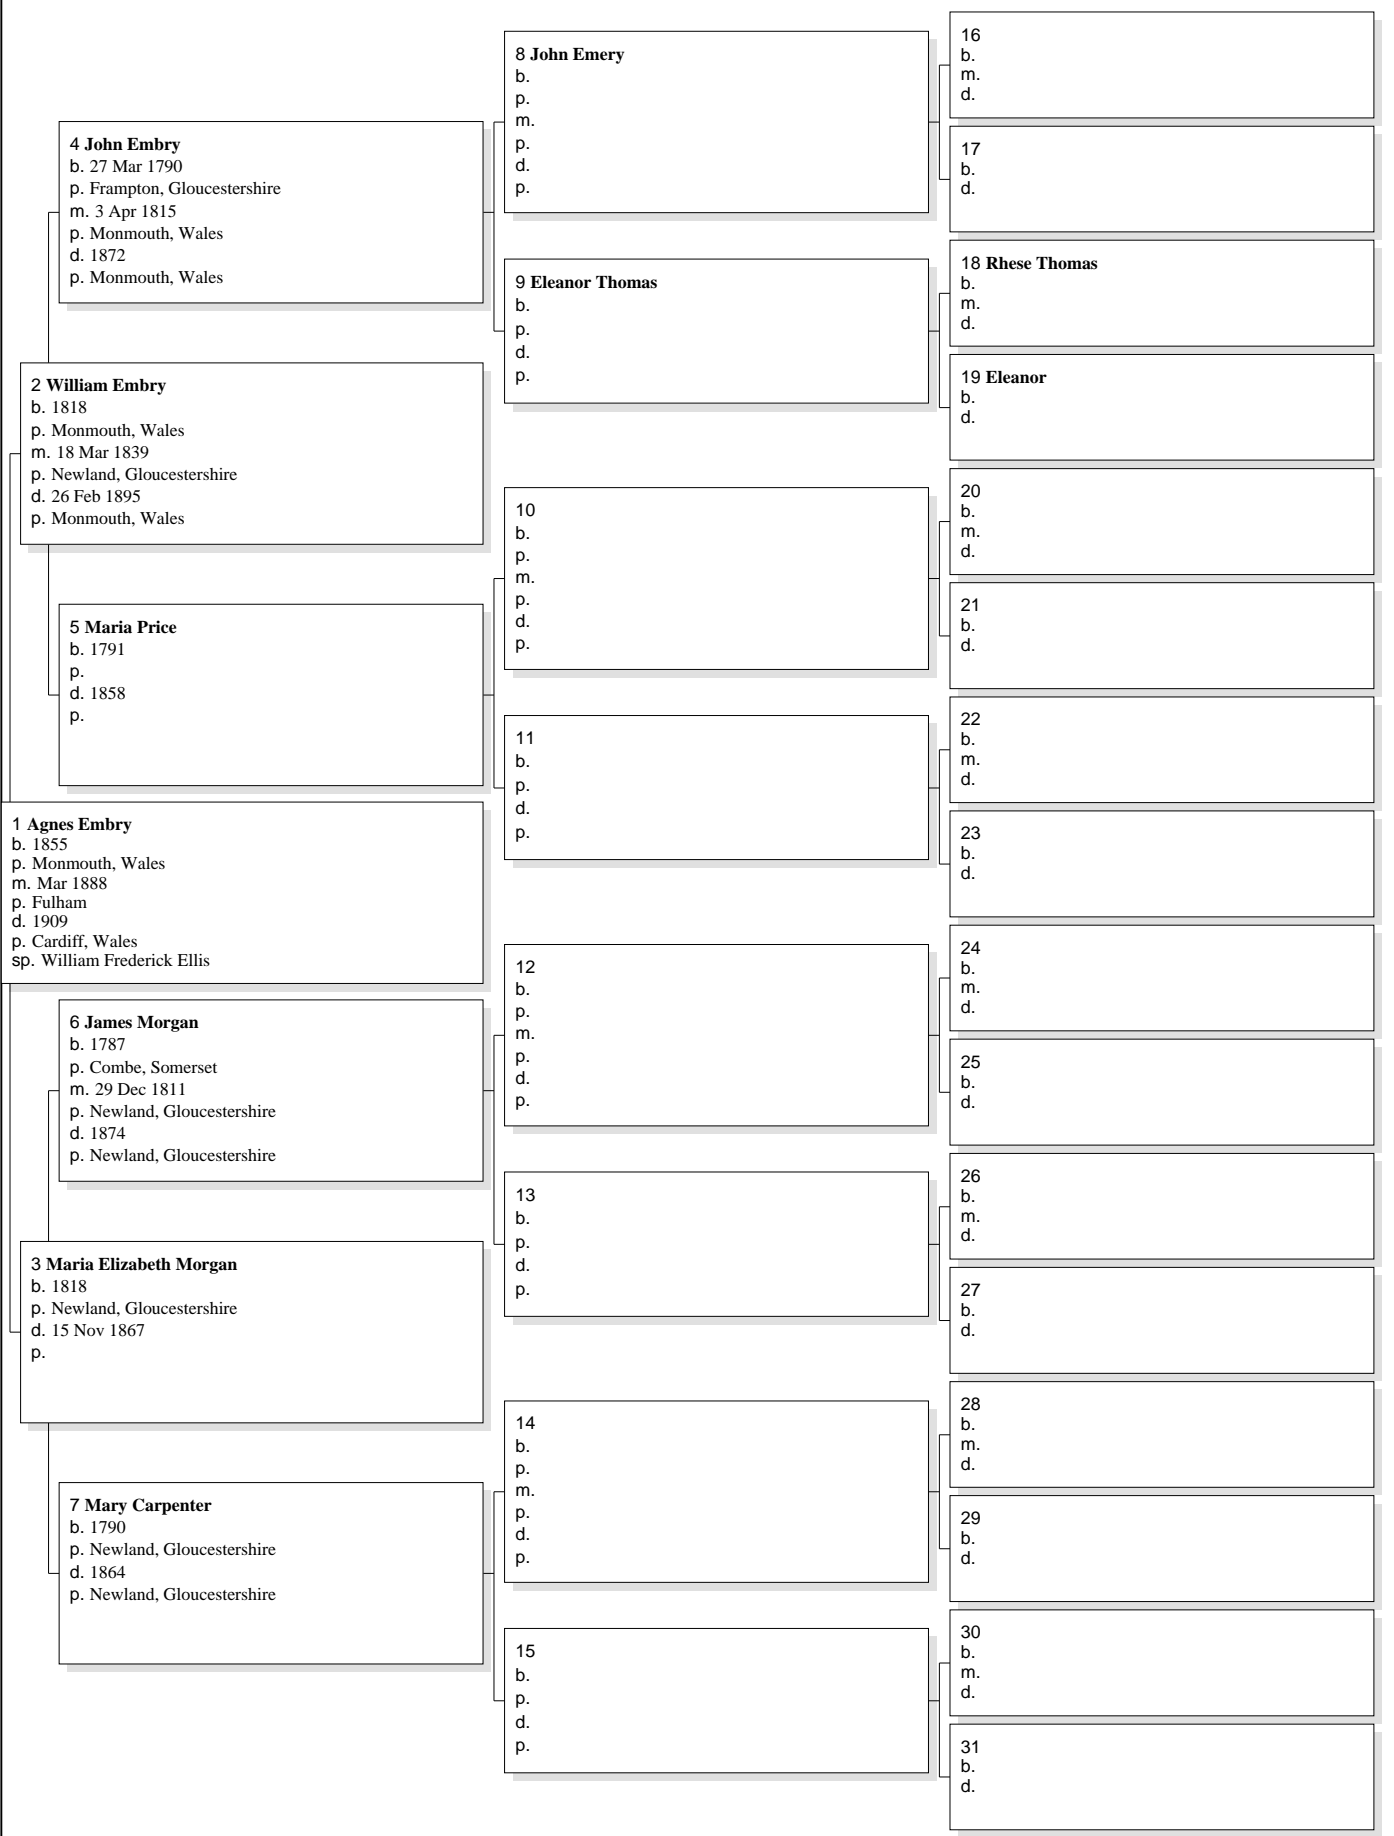 1 Agnes Embry
b. 1855
p. Monmouth, Wales
m. Mar 1888
p. Fulham
d. 1909
p. Cardiff, Wales
sp. William Frederick Ellis
2 William Embry
b. 1818
p. Monmouth, Wales
m. 18 Mar 1839
p. Newland, Gloucestershire
d. 26 Feb 1895
p. Monmouth, Wales
3 Maria Elizabeth Morgan
b. 1818
p. Newland, Gloucestershire
d. 15 Nov 1867
p.
4 John Embry
b. 27 Mar 1790
p. Frampton, Gloucestershire
m. 3 Apr 1815
p. Monmouth, Wales
d. 1872
p. Monmouth, Wales
5 Maria Price
b. 1791
p.
d. 1858
p.
6 James Morgan
b. 1787
p. Combe, Somerset
m. 29 Dec 1811
p. Newland, Gloucestershire
d. 1874
p. Newland, Gloucestershire
7 Mary Carpenter
b. 1790
p. Newland, Gloucestershire
d. 1864
p. Newland, Gloucestershire
8 John Emery
b.
p.
m.
p.
d.
p.
9 Eleanor Thomas
b.
p.
d.
p.
10
b.
p.
m.
p.
d.
p.
11
b.
p.
d.
p.
12
b.
p.
m.
p.
d.
p.
13
b.
p.
d.
p.
14
b.
p.
m.
p.
d.
p.
15
b.
p.
d.
p.
16
b.
m.
d.
17
b.
d.
18 Rhese Thomas
b.
m.
d.
19 Eleanor
b.
d.
20
b.
m.
d.
21
b.
d.
22
b.
m.
d.
23
b.
d.
24
b.
m.
d.
25
b.
d.
26
b.
m.
d.
27
b.
d.
28
b.
m.
d.
29
b.
d.
30
b.
m.
d.
31
b.
d.